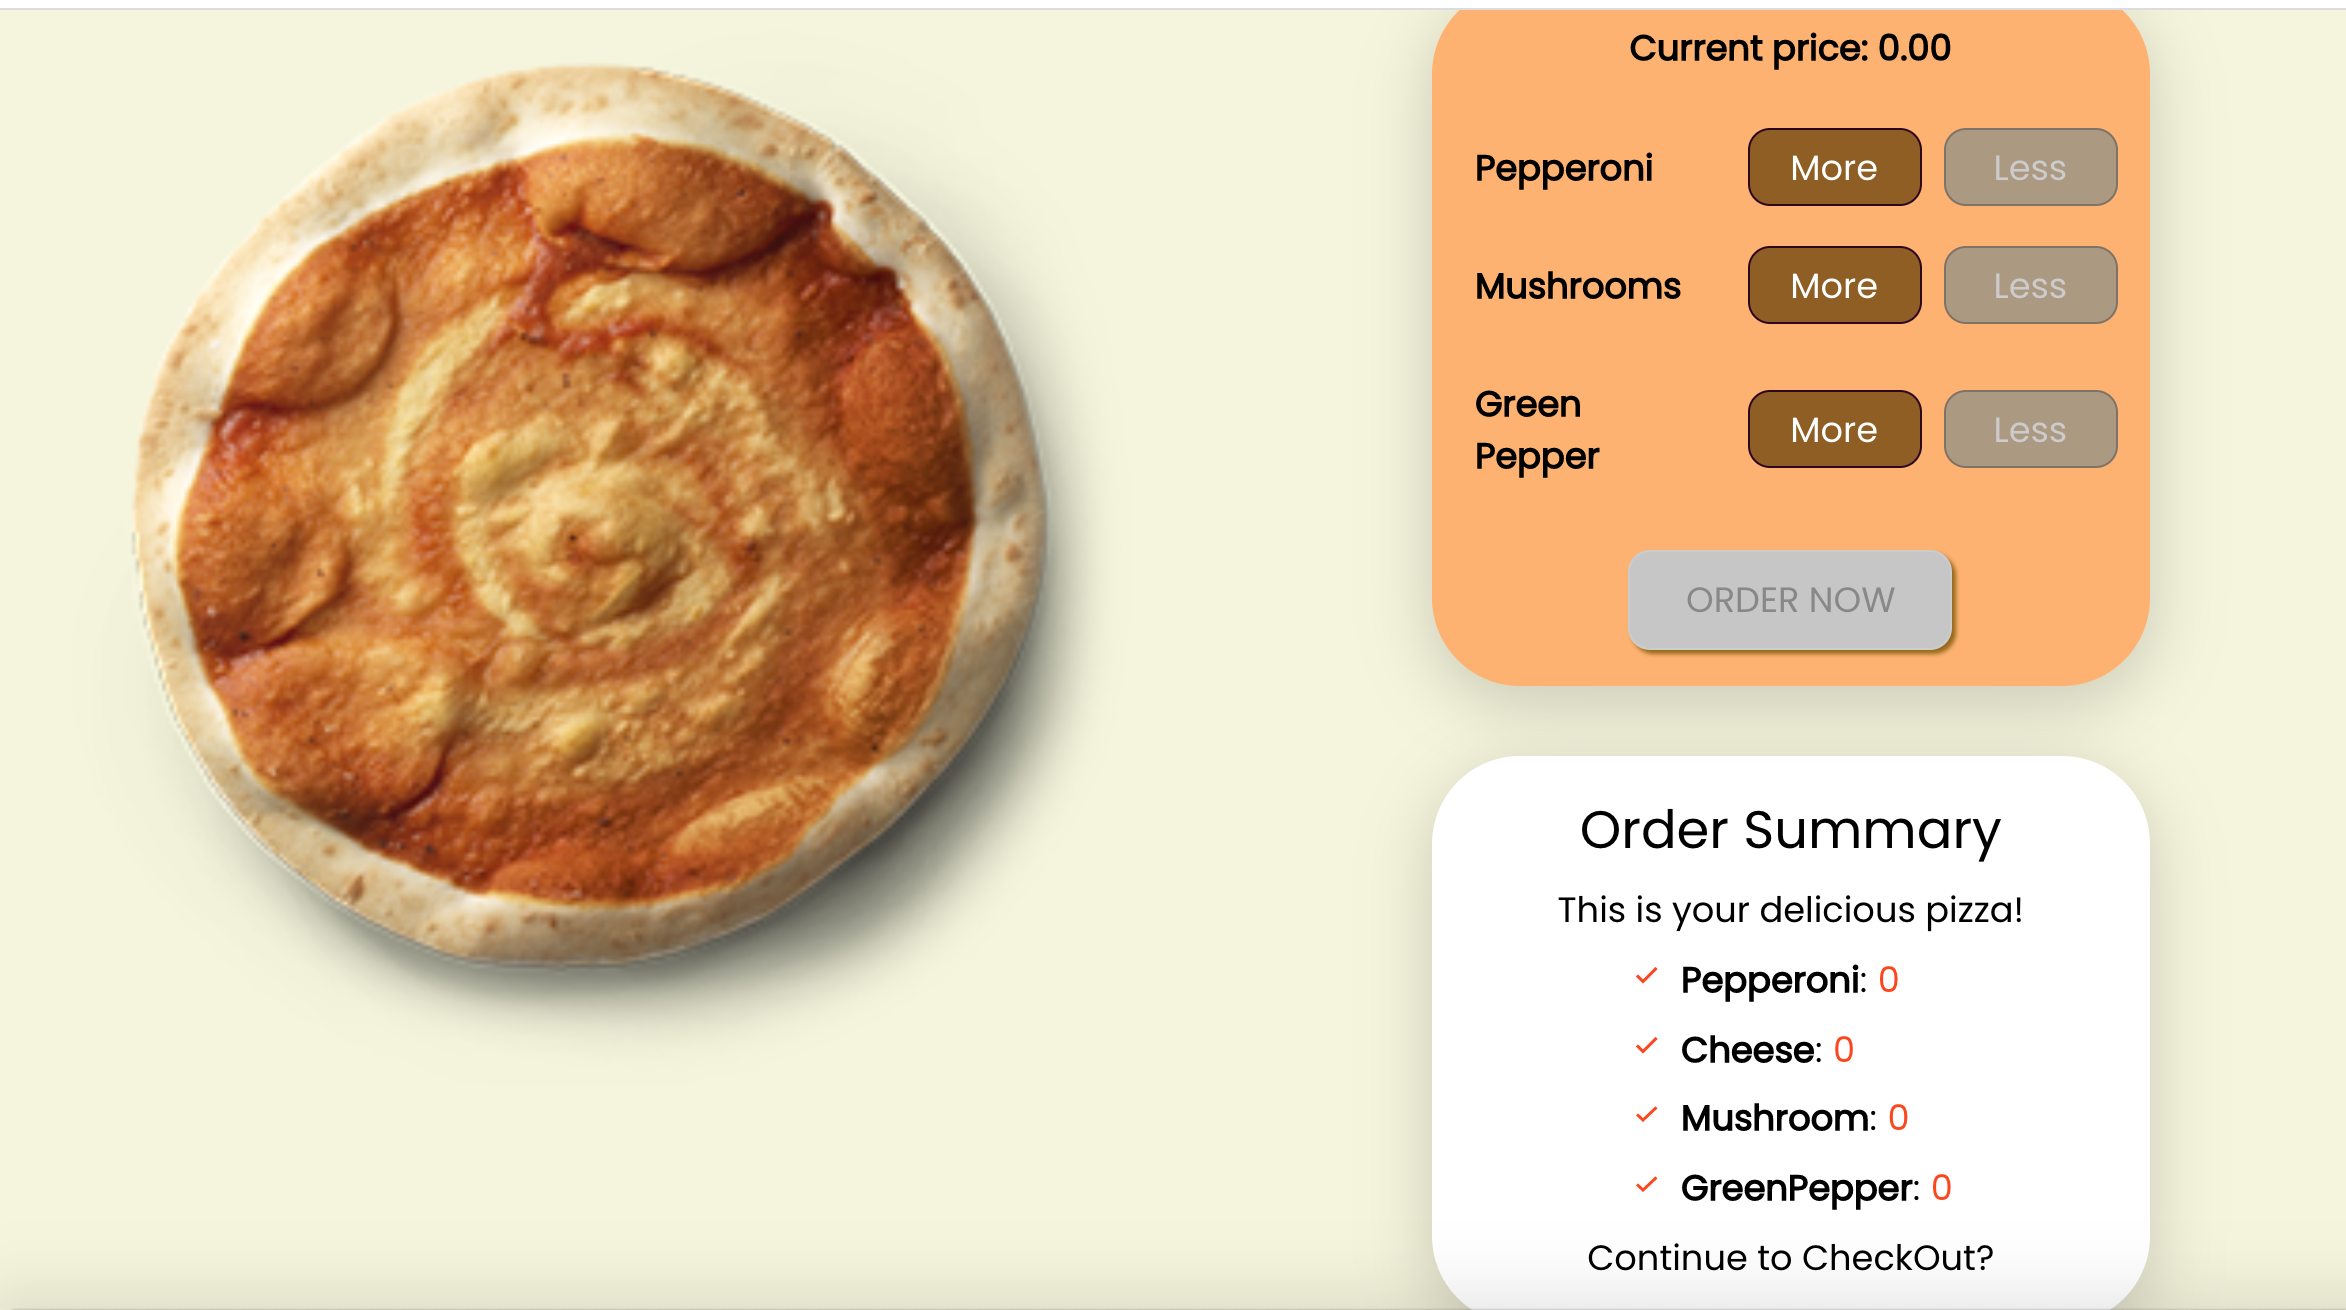 Current price: 0.00
Pepperoni More Less
Mushrooms More Less
Green
Pepper
More Less
ORDER NOW
Order Summary
This is your delicious pizza!
Pepperoni: 0
Cheese: 0
Mushroom: 0
GreenPepper: 0
Continue to CheckOut?